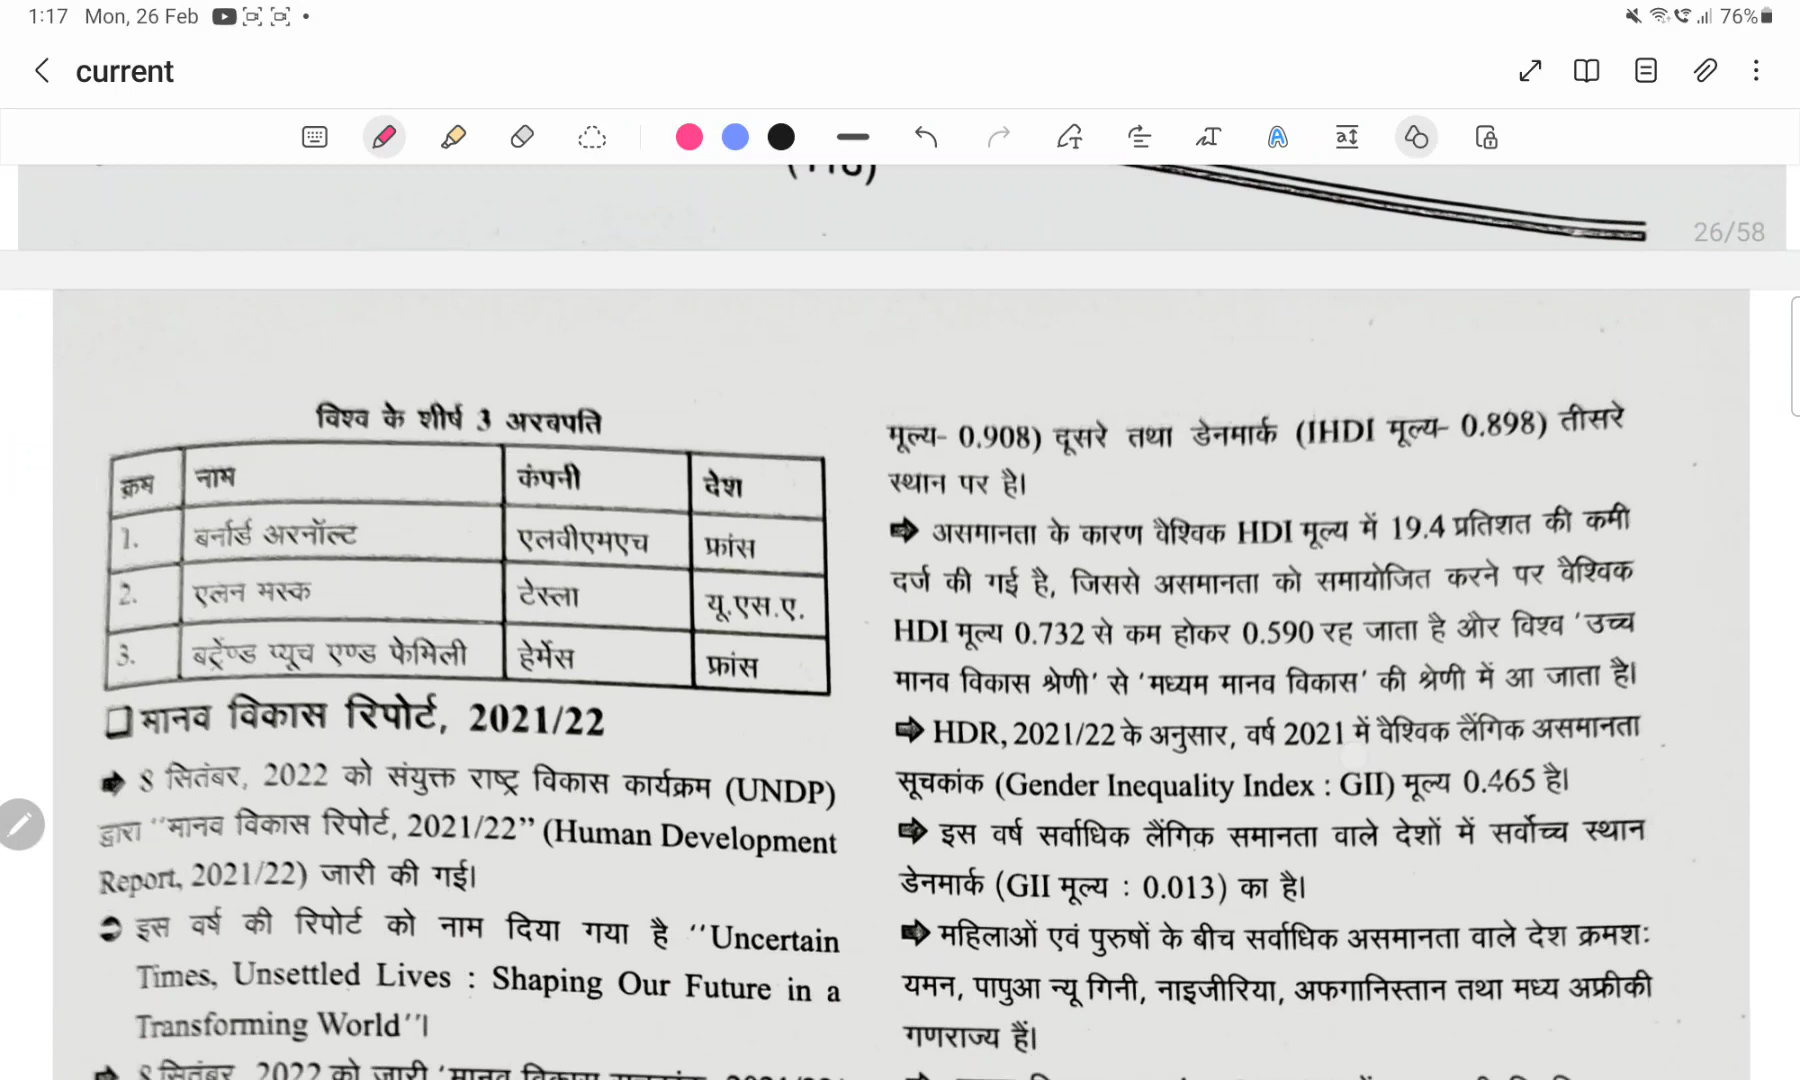 1:17 Mon, 26 Feb
76%
current
26/58
विश्व के शीर्ष 3 अरबपति
क्रम नाम कंपनी देश
1. बर्नार्ड अरनॉल्ट एलवीएमएच फ्रांस
2. एलन मस्क टेस्ला यू.एस.ए.
3. बर्ट्रेण्ड प्यूच एण्ड फेमिली हेर्मेस फ्रांस
मानव विकास रिपोर्ट, 2021/22
8 सितंबर, 2022 को संयुक्त राष्ट्र विकास कार्यक्रम (UNDP)
द्वारा ''मानव विकास रिपोर्ट, 2021/22'' (Human Development
Report, 2021/22) जारी की गई।
इस वर्ष की रिपोर्ट को नाम दिया गया है ''Uncertain
Times, Unsettled Lives : Shaping Our Future in a
Transforming World''।
8 सितंबर, 2022 को जारी 'मानव विकास
मूल्य- 0.908) दूसरे तथा डेनमार्क (IHDI मूल्य- 0.898) तीसरे
स्थान पर है।
असमानता के कारण वैश्विक HDI मूल्य में 19.4 प्रतिशत की कमी
दर्ज की गई है, जिससे असमानता को समायोजित करने पर वैश्विक
HDI मूल्य 0.732 से कम होकर 0.590 रह जाता है और विश्व 'उच्च
मानव विकास श्रेणी' से 'मध्यम मानव विकास' की श्रेणी में आ जाता है।
HDR, 2021/22 के अनुसार, वर्ष 2021 में वैश्विक लैंगिक असमानता
सूचकांक (Gender Inequality Index : GII) मूल्य 0.465 है।
इस वर्ष सर्वाधिक लैंगिक समानता वाले देशों में सर्वोच्च स्थान
डेनमार्क (GII मूल्य : 0.013) का है।
महिलाओं एवं पुरुषों के बीच सर्वाधिक असमानता वाले देश क्रमशः
यमन, पापुआ न्यू गिनी, नाइजीरिया, अफगानिस्तान तथा मध्य अफ्रीकी
गणराज्य हैं।